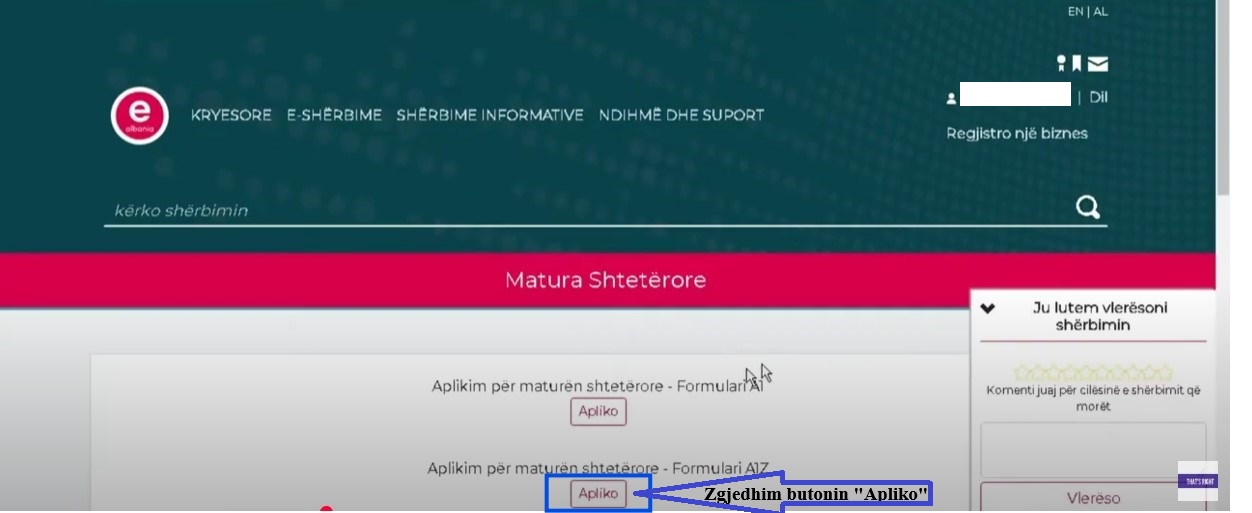 EN | AL
e
albania
KRYESORE E-SHËRBIME SHËRBIME INFORMATIVE NDIHMË DHE SUPORT
| Dil
Regjistro një biznes
kërko shërbimin
Matura Shtetërore
Ju lutem vlerësoni
shërbimin
Komenti juaj për cilësinë e shërbimit që
morët
Vlerëso
Aplikim për maturën shtetërore - Formulari A1
Apliko
Aplikim për maturën shtetërore - Formulari A1Z
Apliko
Zgjedhim butonin "Apliko"
THAT'S RIGHT